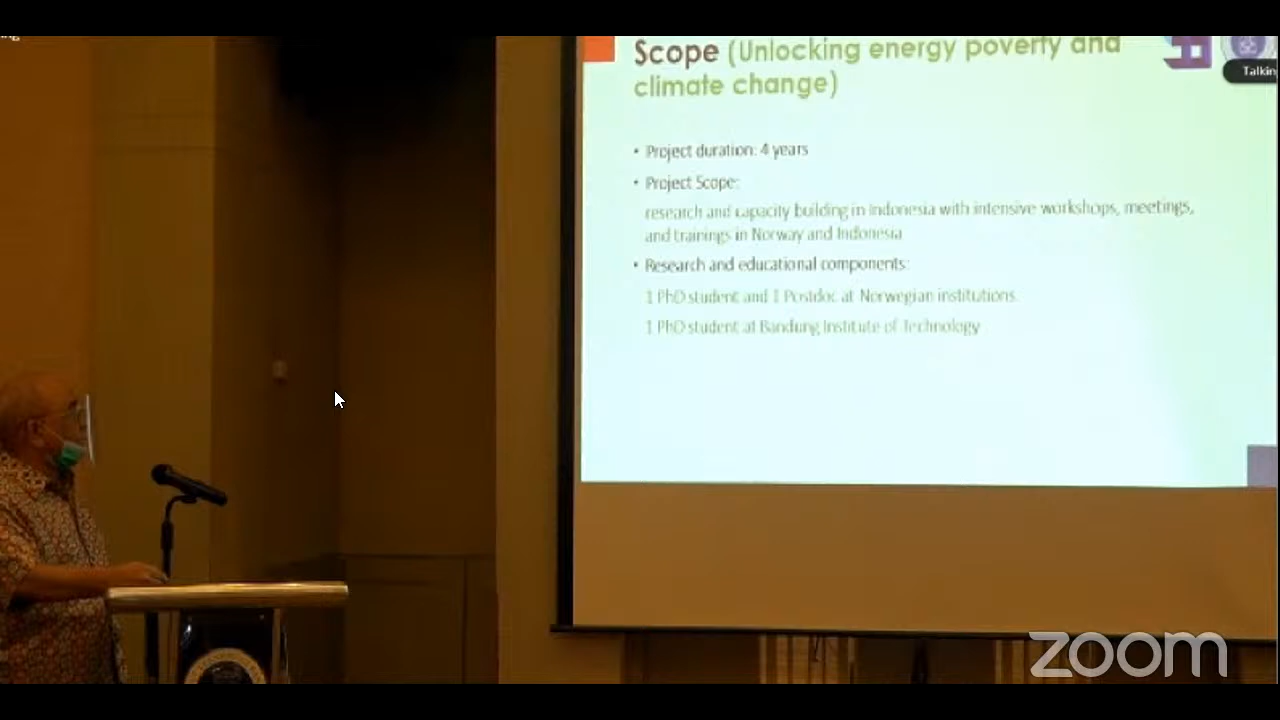 Scope (Unlocking energy poverty and
climate change)
Talkin
• Project duration: 4 years
• Project Scope:
research and capacity building in Indonesia with intensive workshops, meetings,
and trainings in Norway and Indonesia
• Research and educational components:
1 PhD student and 1 Postdoc at Norwegian institutions.
1 PhD student at Bandung Institute of Technology
zoom